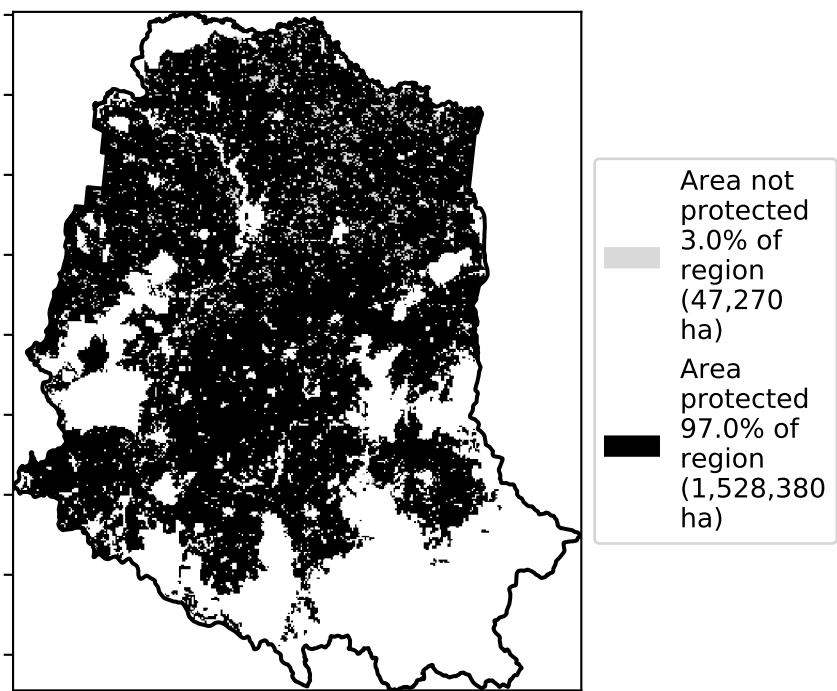 Area not
protected
3.0% of
region
(47,270
ha)
Area
protected
97.0% of
region
(1,528,380
ha)